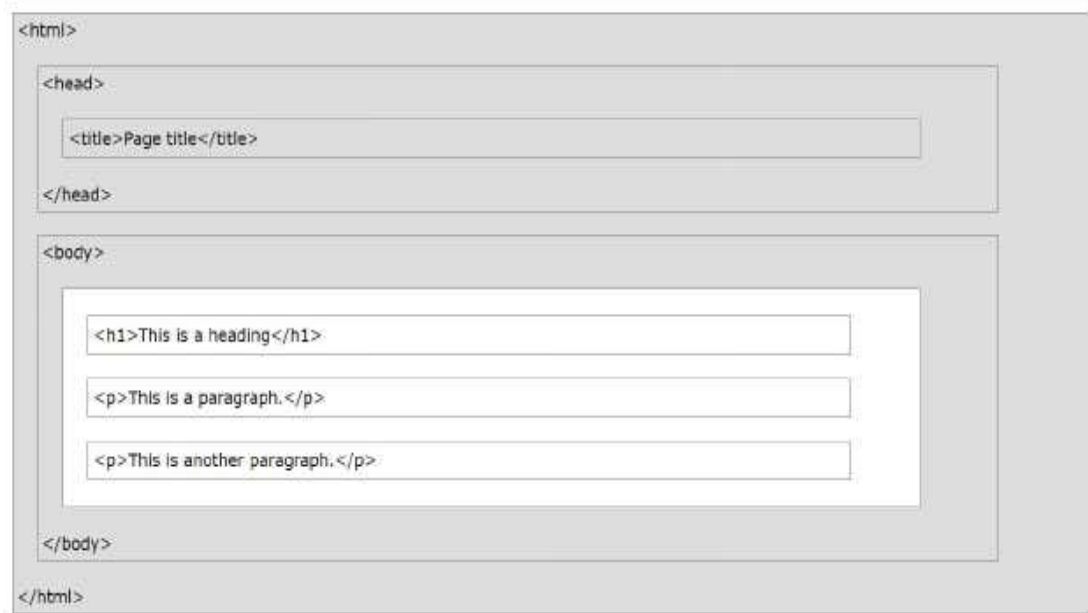 <html>
<head>
<title>Page title</title>
</head>
<body>
<h1>This is a heading</h1>
<p>This is a paragraph.</p>
<p>This is another paragraph.</p>
</body>
</html>